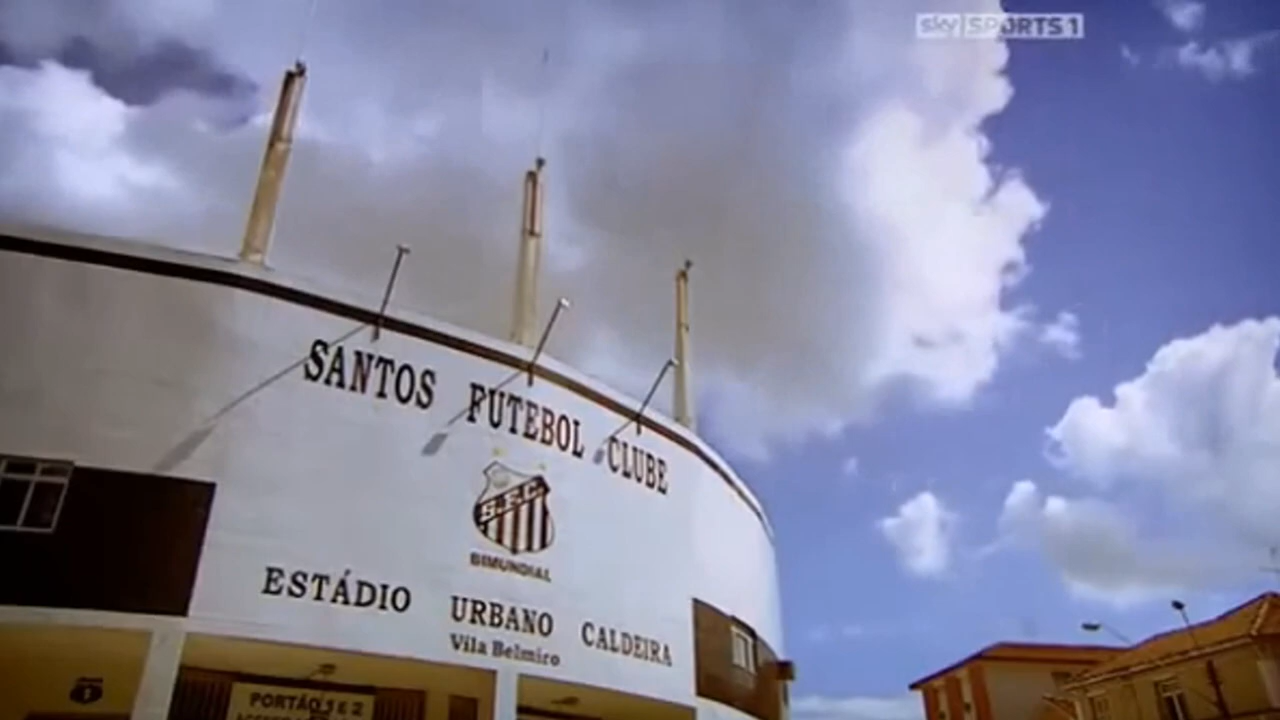 sky SPORTS 1
SANTOS FUTEBOL CLUBE
S.F.C.
BIMUNDIAL
ESTÁDIO URBANO CALDEIRA
Vila Belmiro
PORTÃO 1 E 2